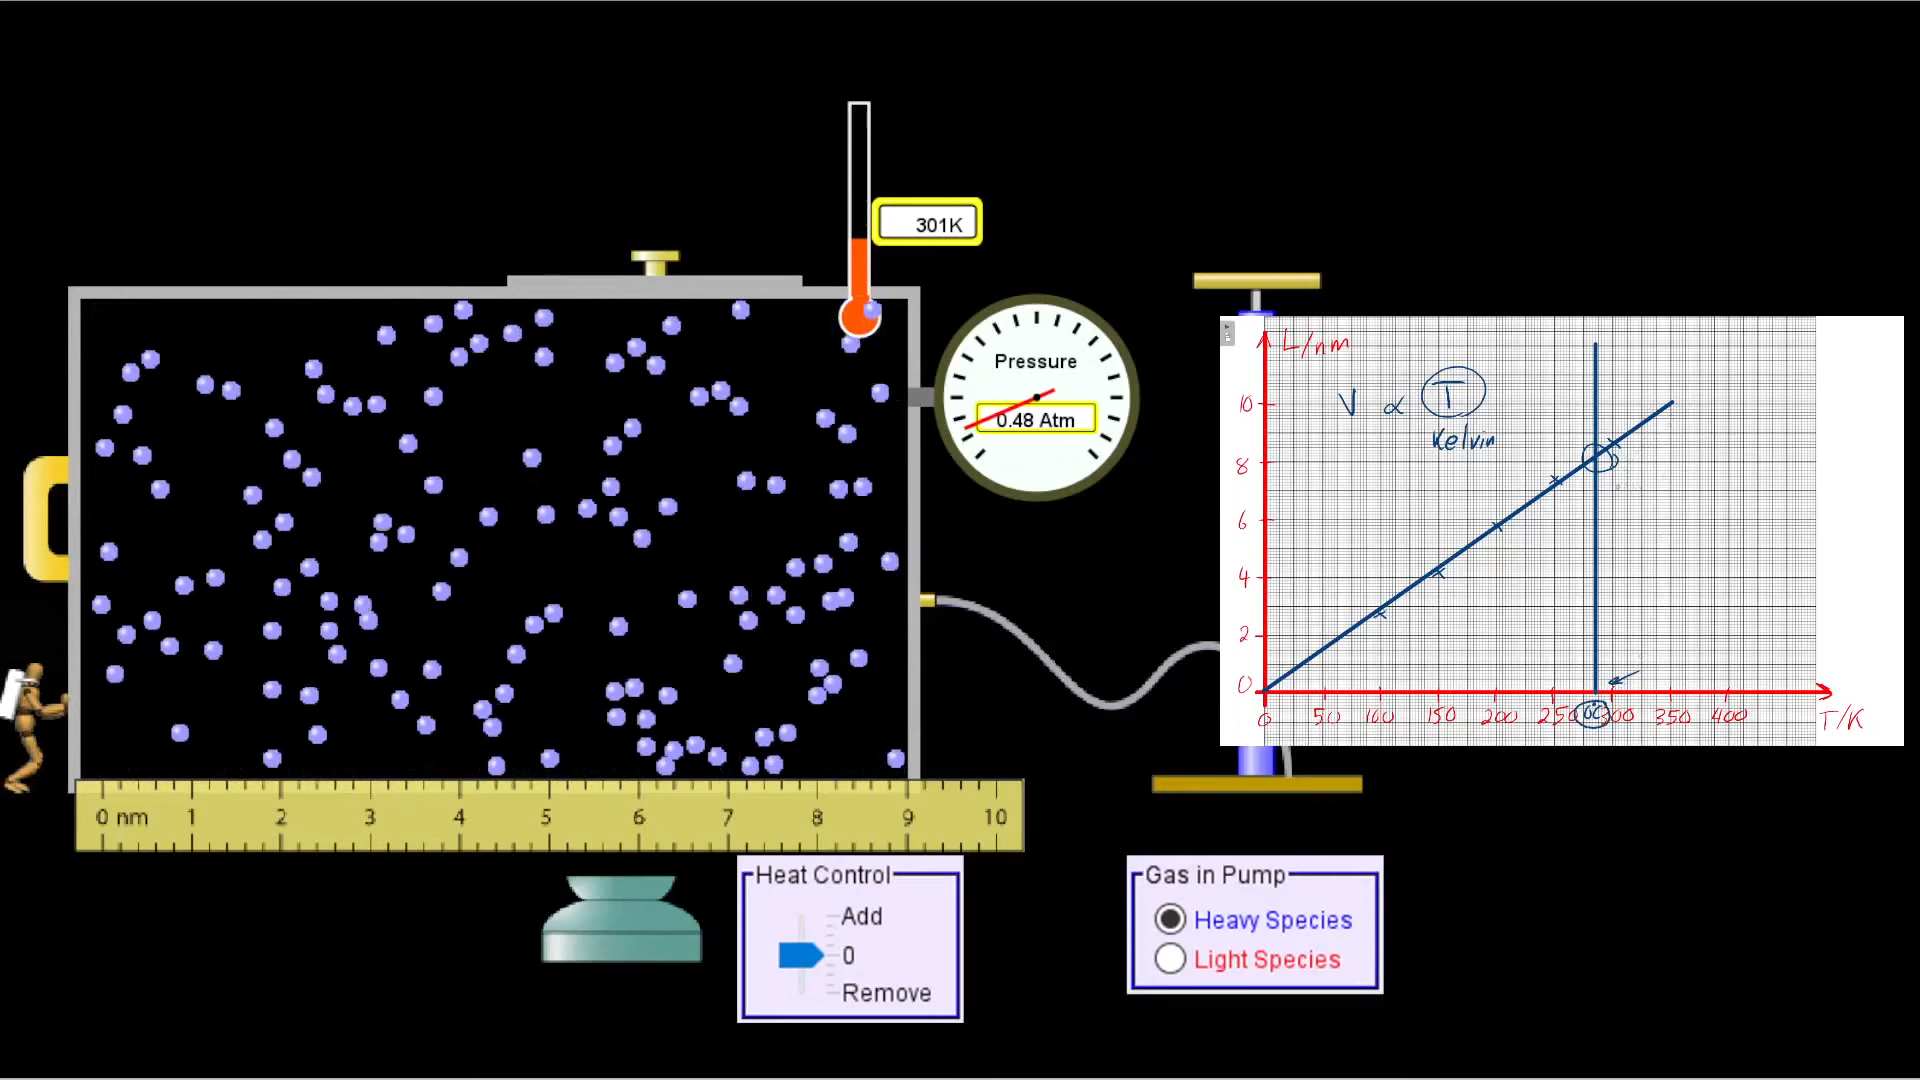 301K
Pressure
0.48 Atm
L/nm
V ∝ T
Kelvin
10
8
6
4
2
0
0 50 100 150 200 250 300 350 400
T/K
0 nm 1 2 3 4 5 6 7 8 9 10
Heat Control
Add
0
Remove
Gas in Pump
Heavy Species
Light Species